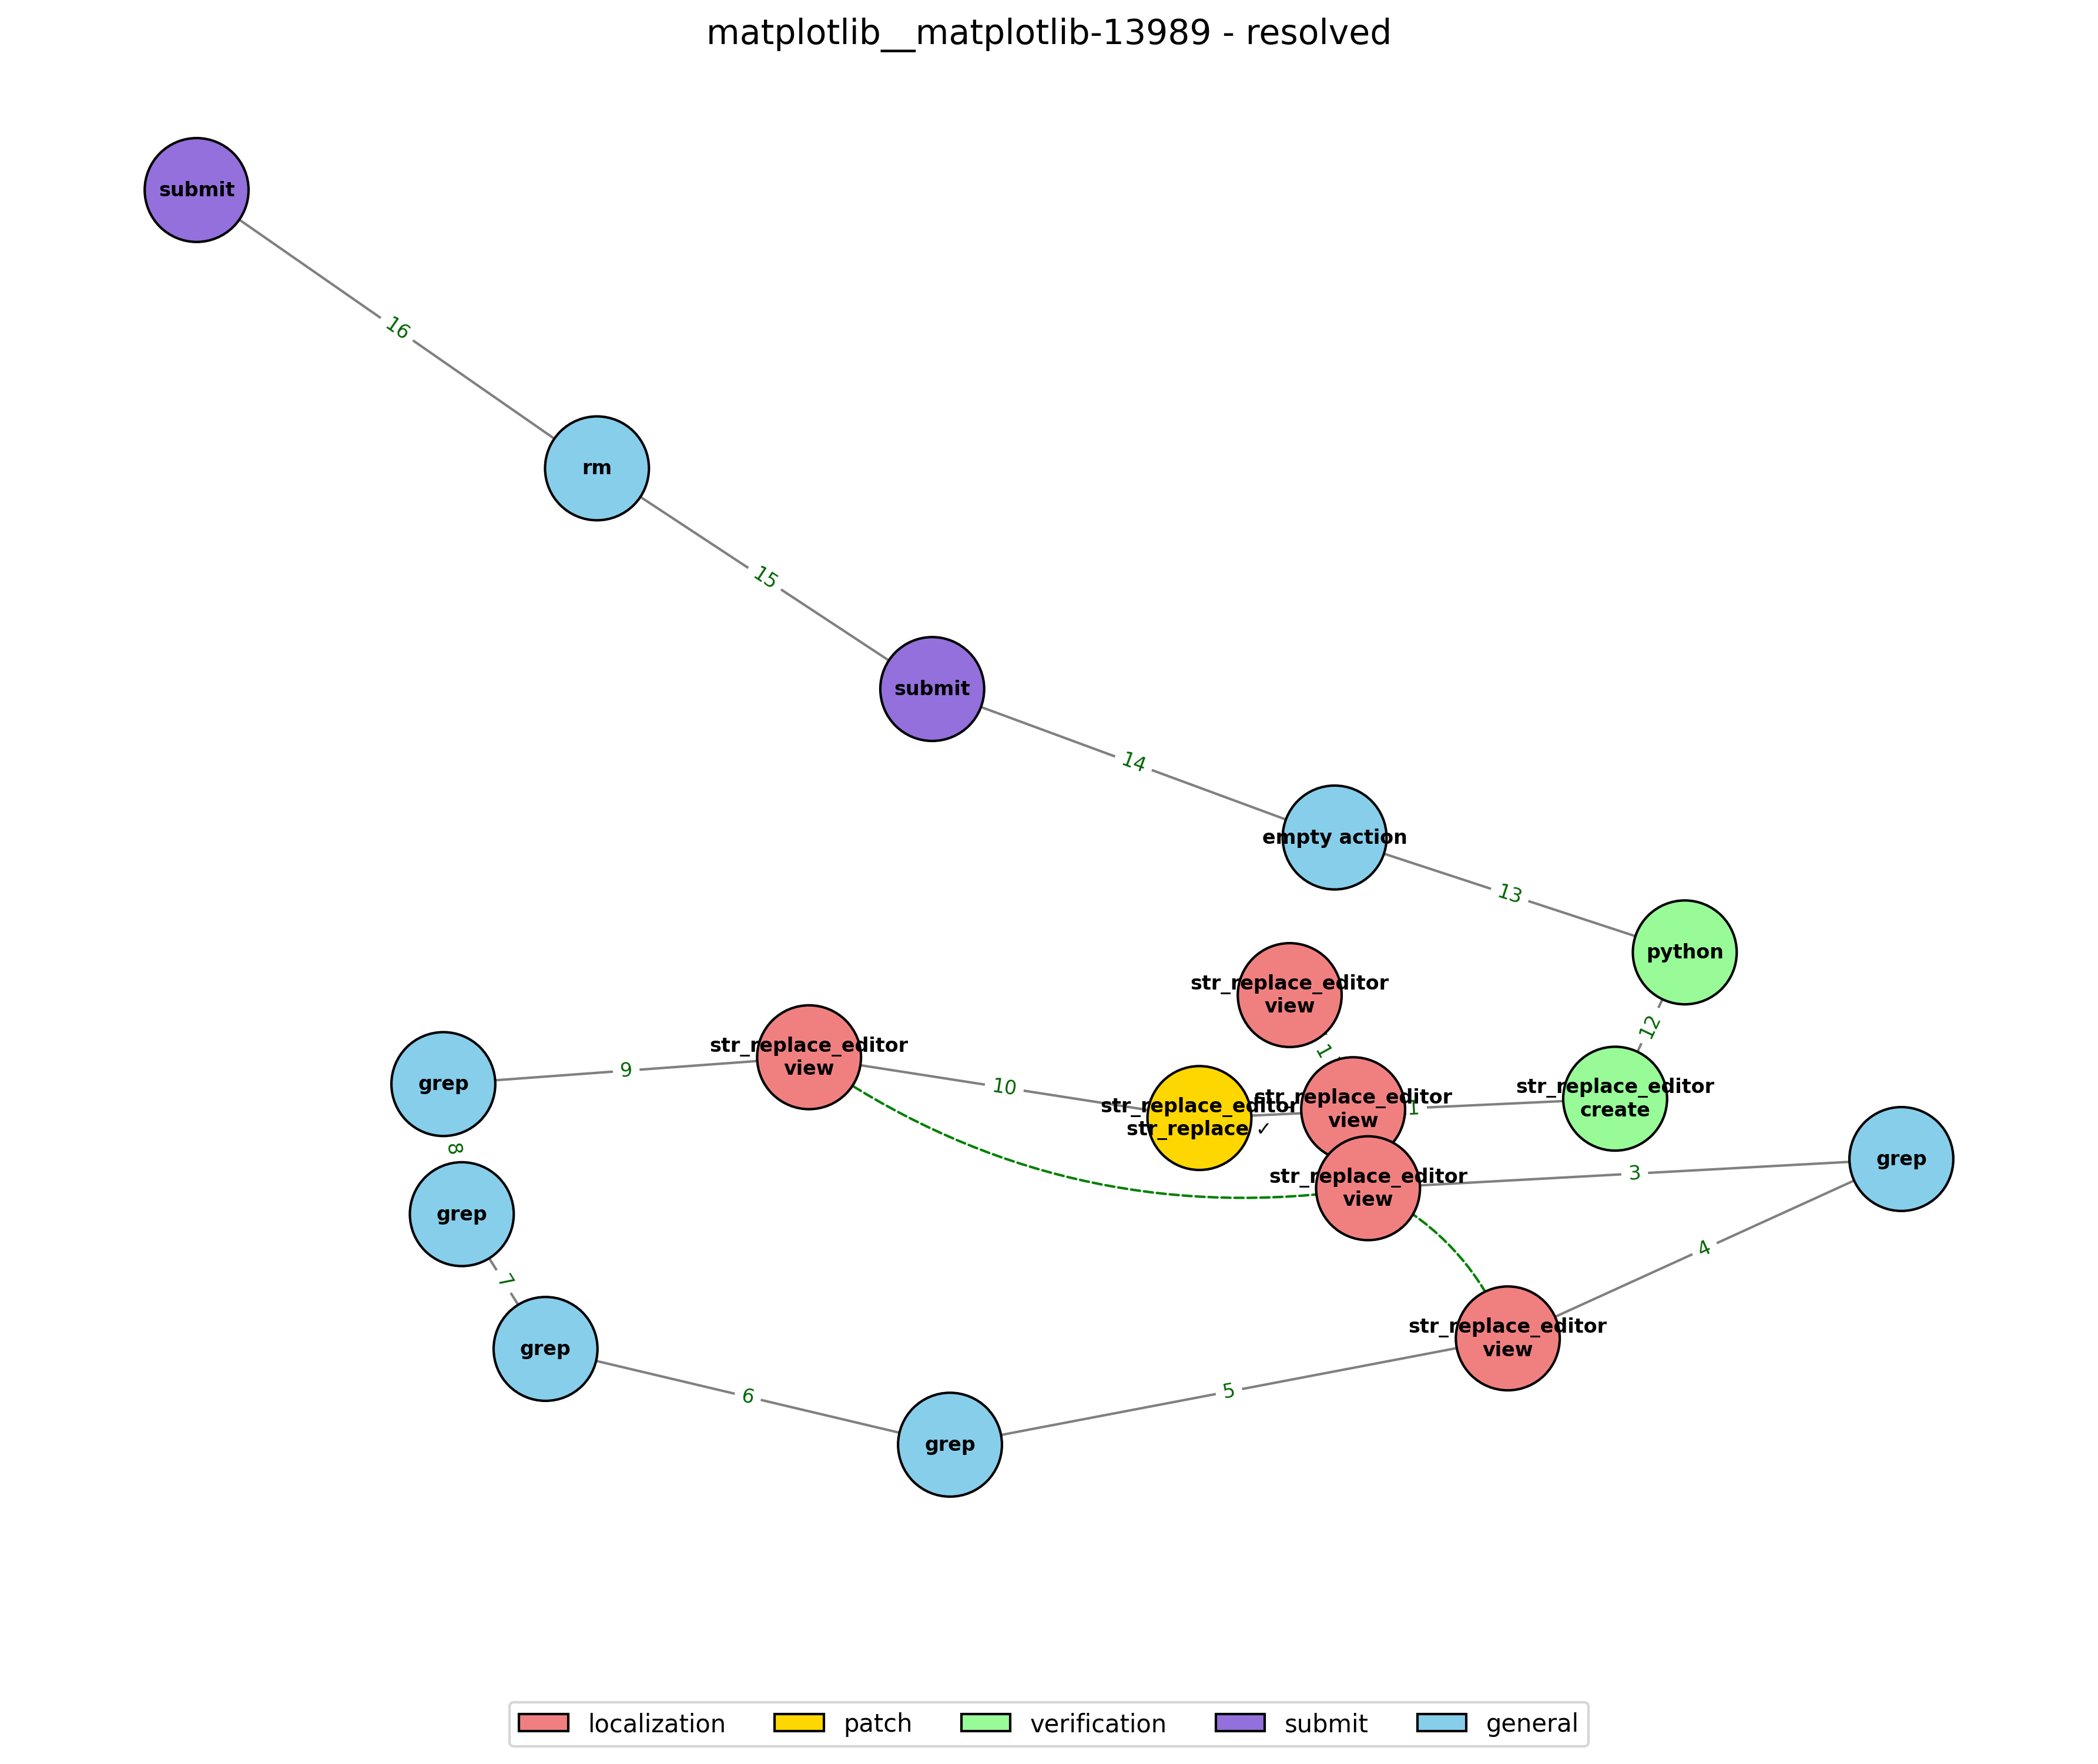 matplotlib__matplotlib-13989 - resolved
submit
16
rm
15
submit
14
empty action
13
python
str_replace_editor
view
1
12
str_replace_editor
view
9
10
grep
str_replace_editor
str_replace ✓
str_replace_editor
view
1
str_replace_editor
create
8
grep
str_replace_editor
view
3
grep
grep
4
7
str_replace_editor
view
grep
6
5
grep
localization
patch
verification
submit
general